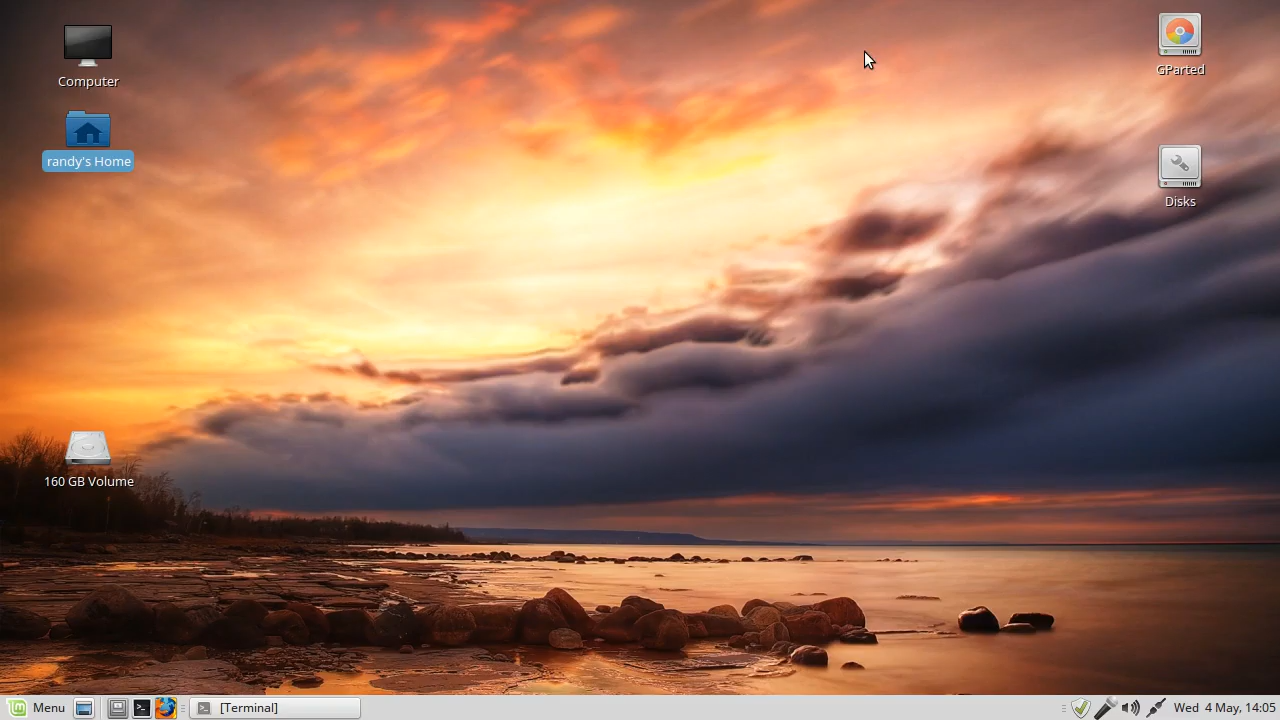 Computer
GParted
randy's Home
Disks
160 GB Volume
Menu
[Terminal]
Wed 4 May, 14:05